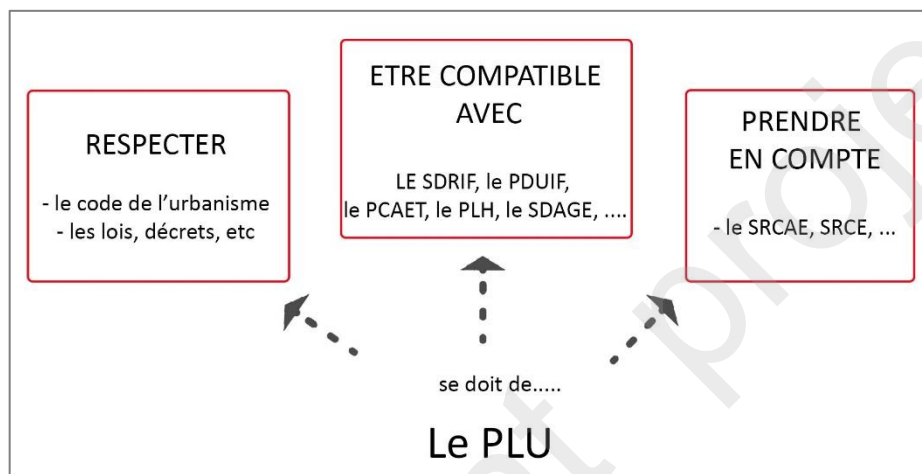 RESPECTER
- le code de l'urbanisme
- les lois, décrets, etc
ETRE COMPATIBLE
AVEC
LE SDRIF, le PDUIF,
le PCAET, le PLH, le SDAGE, ....
PRENDRE
EN COMPTE
- le SRCAE, SRCE, ...
se doit de.....
Le PLU